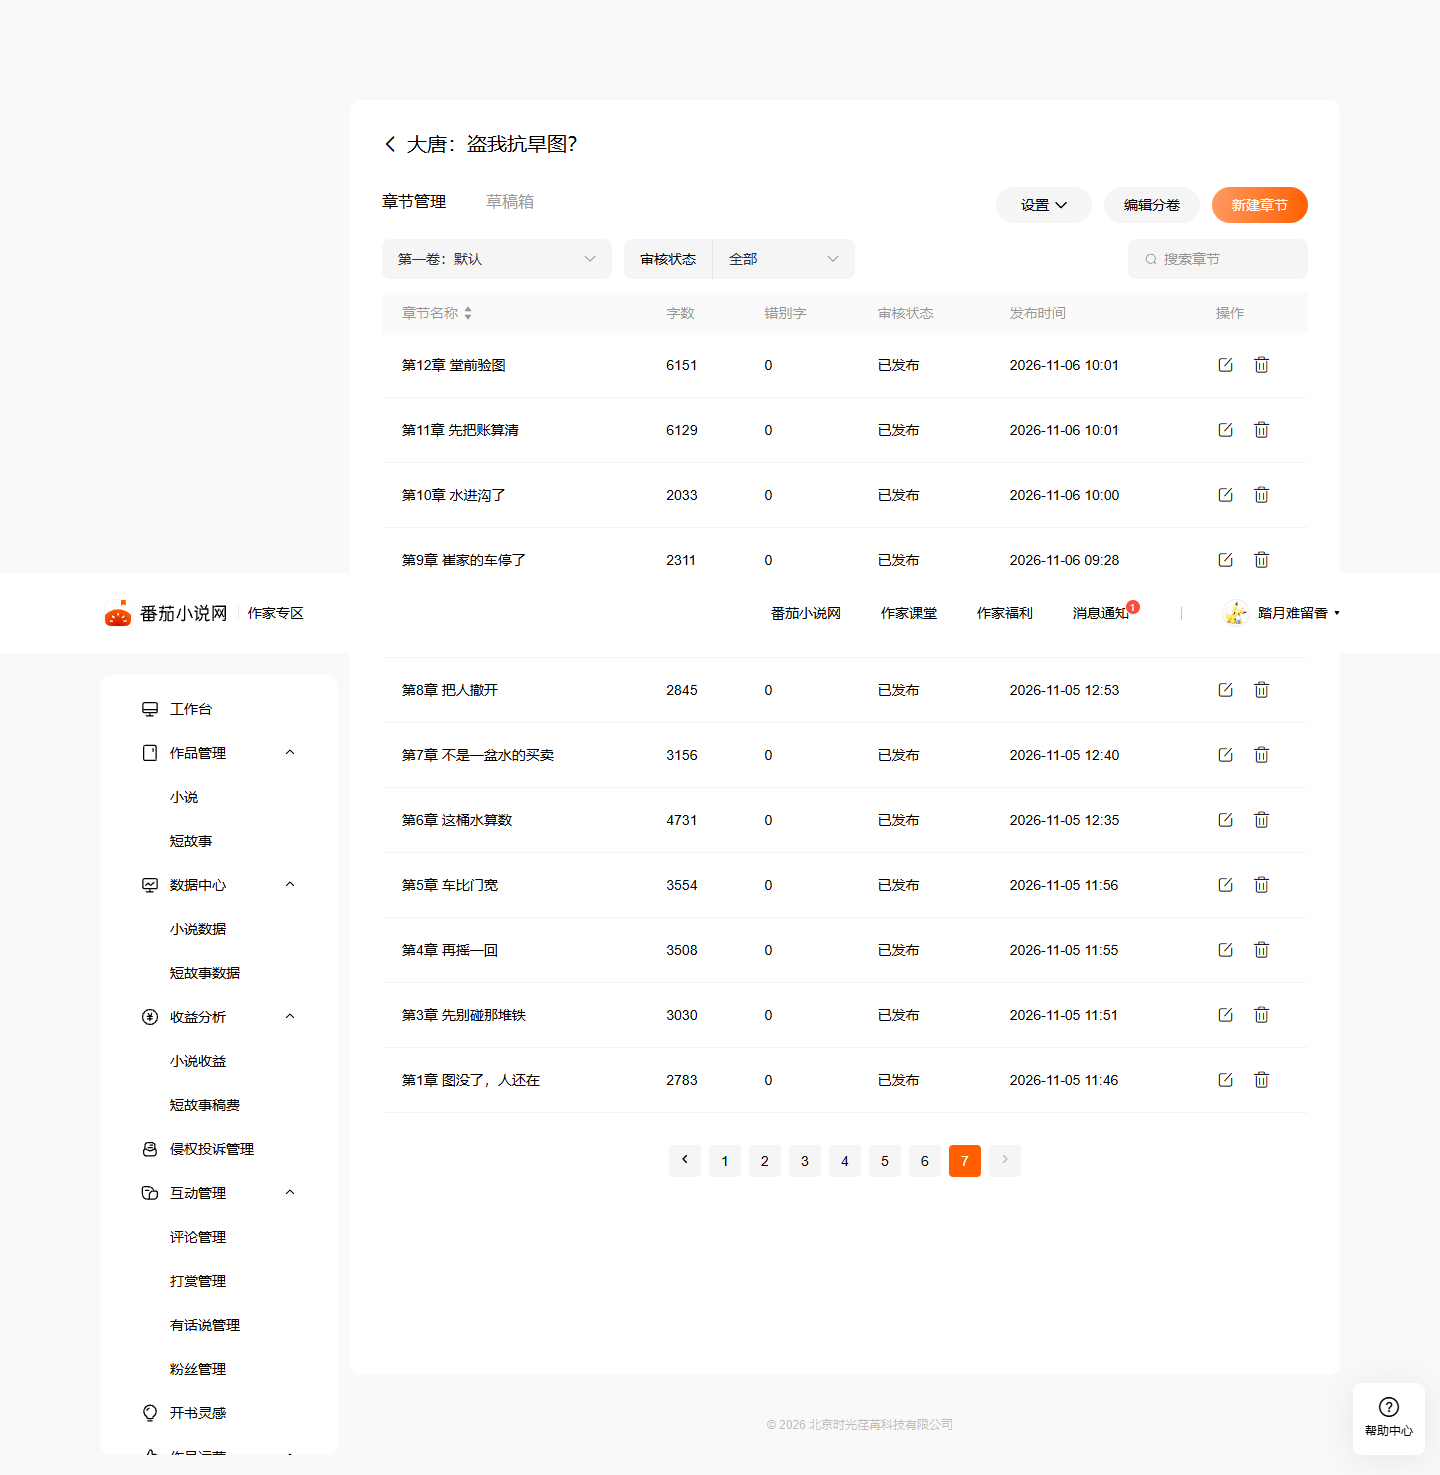 大唐：盗我抗旱图？
章节管理 草稿箱 设置 编辑分卷 新建章节
第一卷：默认 审核状态 全部 搜索章节
章节名称 字数 错别字 审核状态 发布时间 操作
第12章 堂前验图 6151 0 已发布 2026-11-06 10:01
第11章 先把账算清 6129 0 已发布 2026-11-06 10:01
第10章 水进沟了 2033 0 已发布 2026-11-06 10:00
第9章 崔家的车停了 2311 0 已发布 2026-11-06 09:28
番茄小说网 作家专区 番茄小说网 作家课堂 作家福利 消息通知 1 踏月难留香
第8章 把人撤开 2845 0 已发布 2026-11-05 12:53
第7章 不是一盆水的买卖 3156 0 已发布 2026-11-05 12:40
第6章 这桶水算数 4731 0 已发布 2026-11-05 12:35
第5章 车比门宽 3554 0 已发布 2026-11-05 11:56
第4章 再摇一回 3508 0 已发布 2026-11-05 11:55
第3章 先别碰那堆铁 3030 0 已发布 2026-11-05 11:51
第1章 图没了，人还在 2783 0 已发布 2026-11-05 11:46
1 2 3 4 5 6 7
工作台
作品管理
小说
短故事
数据中心
小说数据
短故事数据
收益分析
小说收益
短故事稿费
侵权投诉管理
互动管理
评论管理
打赏管理
有话说管理
粉丝管理
开书灵感
© 2026 北京时光荏苒科技有限公司
帮助中心